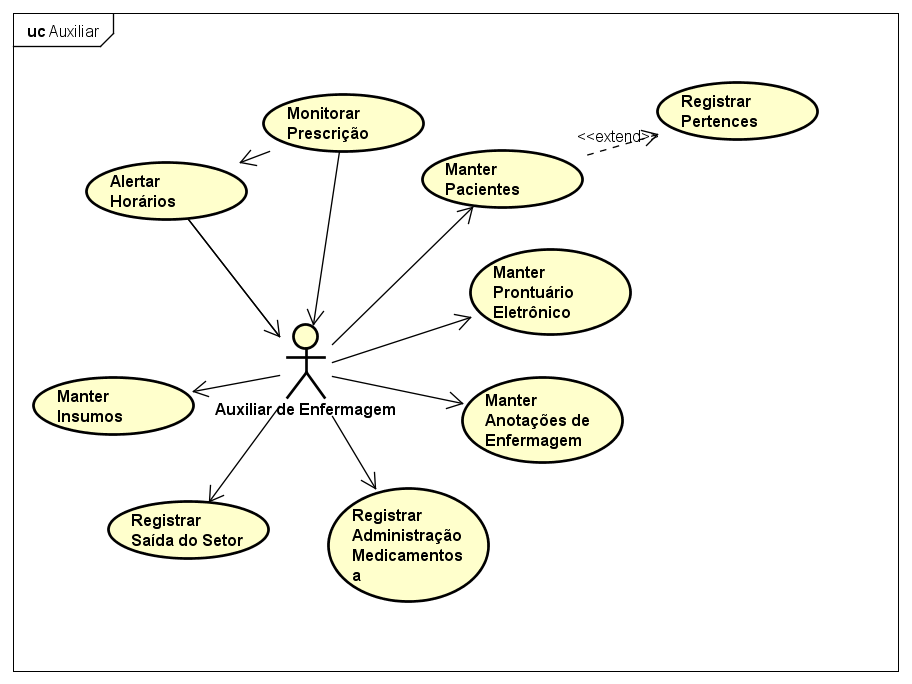 uc Auxiliar
Monitorar
Prescrição
Registrar
Pertences
<<extend>>
Manter
Pacientes
Alertar
Horários
Manter
Prontuário
Eletrônico
Manter
Insumos
Auxiliar de Enfermagem
Manter
Anotações de
Enfermagem
Registrar
Saída do Setor
Registrar
Administração
Medicamentos
a